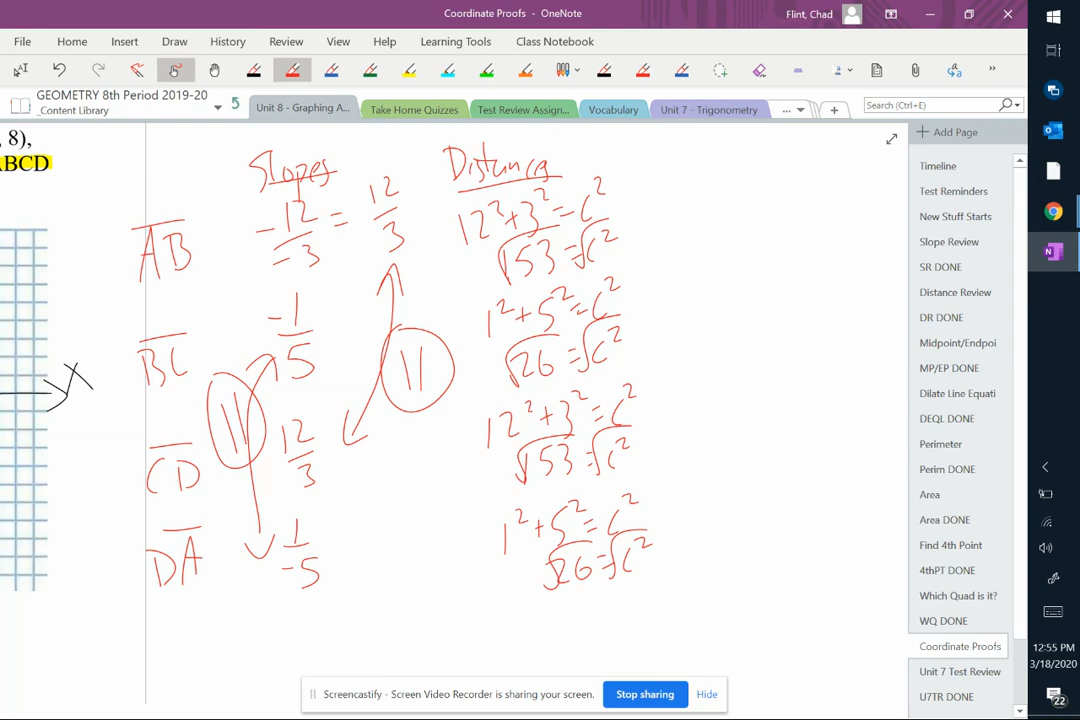 Coordinate Proofs - OneNote
Flint, Chad
File Home Insert Draw History Review View Help Learning Tools Class Notebook
GEOMETRY 8th Period 2019-20
_Content Library
Unit 8 - Graphing A...
Take Home Quizzes
Test Review Assign...
Vocabulary
Unit 7 - Trigonometry
...
Search (Ctrl+E)
Add Page
Timeline
Test Reminders
New Stuff Starts
Slope Review
SR DONE
Distance Review
DR DONE
Midpoint/Endpoi
MP/EP DONE
Dilate Line Equati
DEQL DONE
Perimeter
Perim DONE
Area
Area DONE
Find 4th Point
4thPT DONE
Which Quad is it?
WQ DONE
Coordinate Proofs
Unit 7 Test Review
U7TR DONE
, 8),
ABCD
X
Slopes Distance
AB -12/-3 = 12/3 12² + 3² = c²
√153 = √c²
BC -1/5 1² + 5² = c²
√26 = √c²
CD 12/3 12² + 3² = c²
√153 = √c²
DA 1/-5 1² + 5² = c²
√26 = √c²
||
||
Screencastify - Screen Video Recorder is sharing your screen.
Stop sharing
Hide
12:55 PM
3/18/2020
22